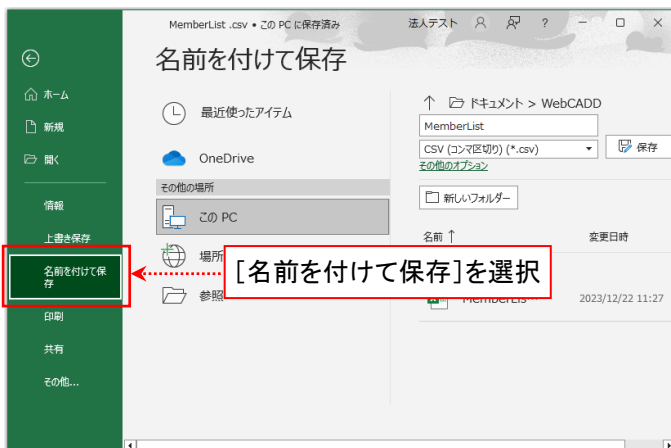 MemberList .csv • この PC に保存済み
法人テスト
?
名前を付けて保存
ホーム
新規
開く
情報
上書き保存
名前を付けて保
存
印刷
共有
その他...
最近使ったアイテム
OneDrive
その他の場所
この PC
場所
参照
↑ ドキュメント > WebCADD
MemberList
CSV (コンマ区切り) (*.csv)
保存
その他のオプション
新しいフォルダー
名前 ↑
変更日時
[名前を付けて保存]を選択
2023/12/22 11:27